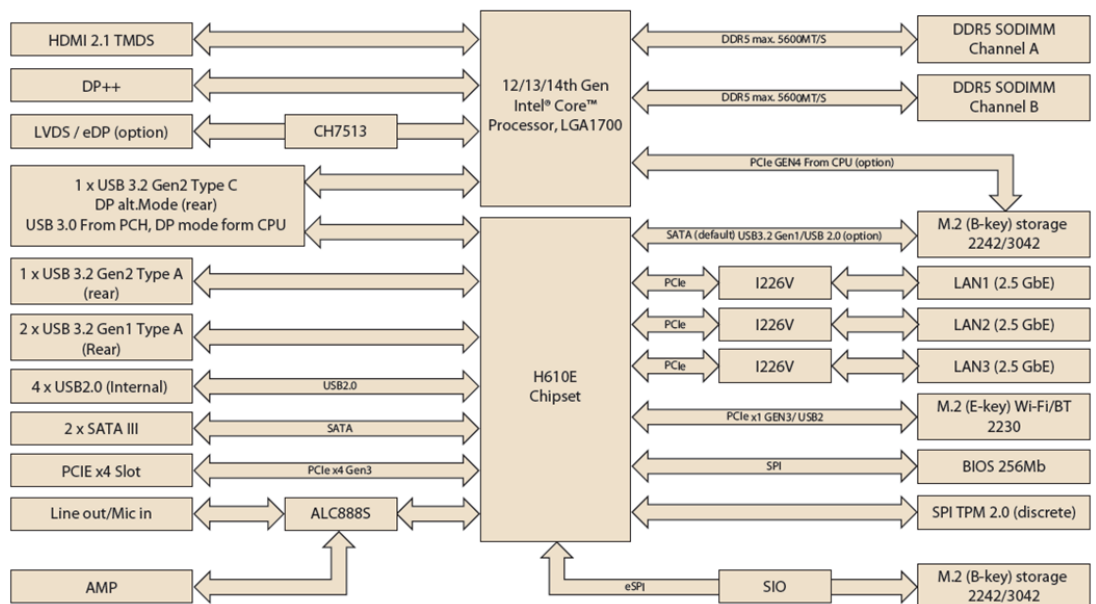 HDMI 2.1 TMDS
DP++
LVDS / eDP (option)
CH7513
1 x USB 3.2 Gen2 Type C
DP alt.Mode (rear)
USB 3.0 From PCH, DP mode form CPU
1 x USB 3.2 Gen2 Type A
(rear)
2 x USB 3.2 Gen1 Type A
(Rear)
4 x USB2.0 (Internal)
USB2.0
2 x SATA III
SATA
PCIE x4 Slot
PCIe x4 Gen3
Line out/Mic in
ALC888S
AMP
12/13/14th Gen
Intel® Core™
Processor, LGA1700
H610E
Chipset
DDR5 max. 5600MT/S
DDR5 SODIMM
Channel A
DDR5 max. 5600MT/S
DDR5 SODIMM
Channel B
PCIe GEN4 From CPU (option)
SATA (default) USB3.2 Gen1/USB 2.0 (option)
M.2 (B-key) storage
2242/3042
PCIe
I226V
LAN1 (2.5 GbE)
PCIe
I226V
LAN2 (2.5 GbE)
PCIe
I226V
LAN3 (2.5 GbE)
PCIe x1 GEN3/ USB2
M.2 (E-key) Wi-Fi/BT
2230
SPI
BIOS 256Mb
SPI TPM 2.0 (discrete)
eSPI
SIO
M.2 (B-key) storage
2242/3042